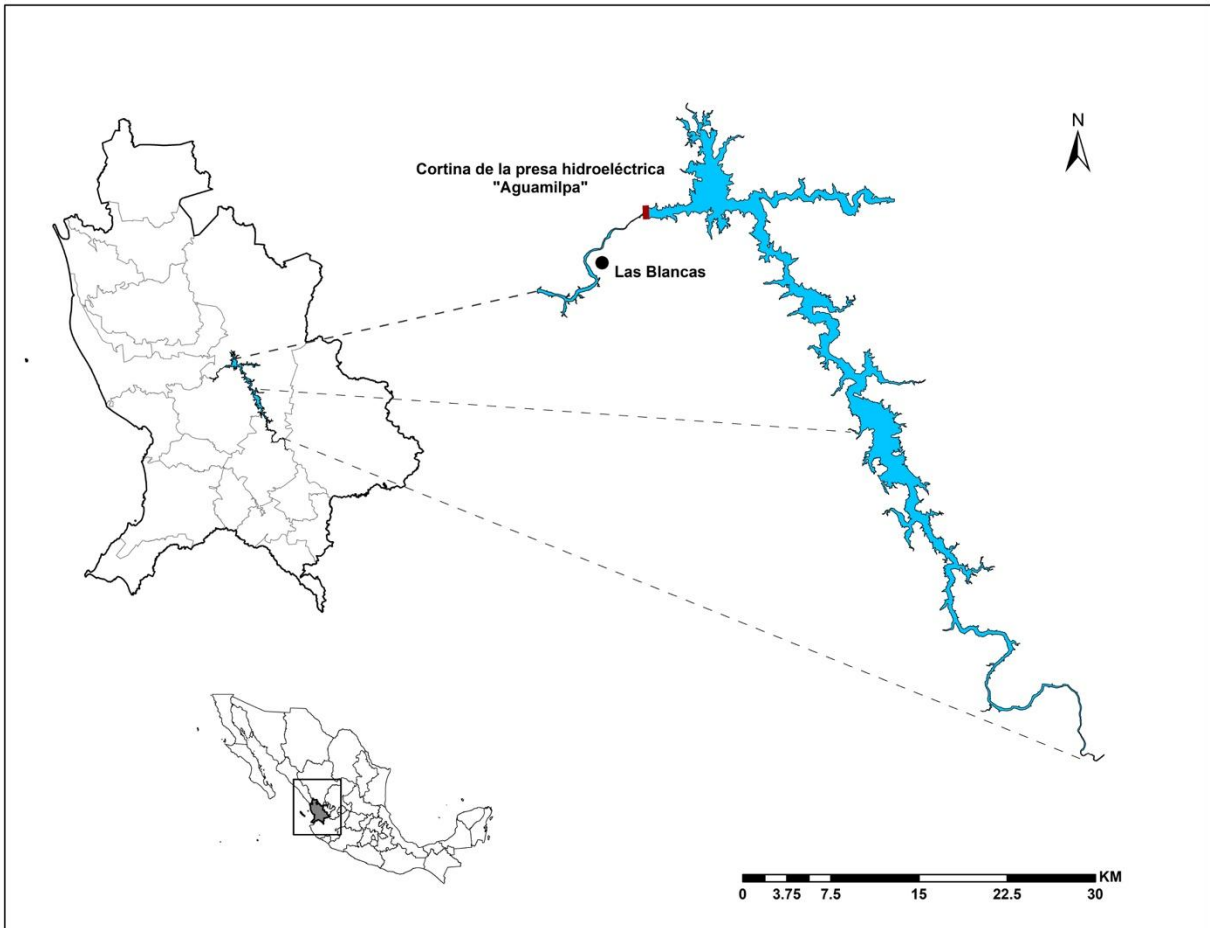 N
Cortina de la presa hidroeléctrica
"Aguamilpa"
Las Blancas
KM
0 3.75 7.5 15 22.5 30